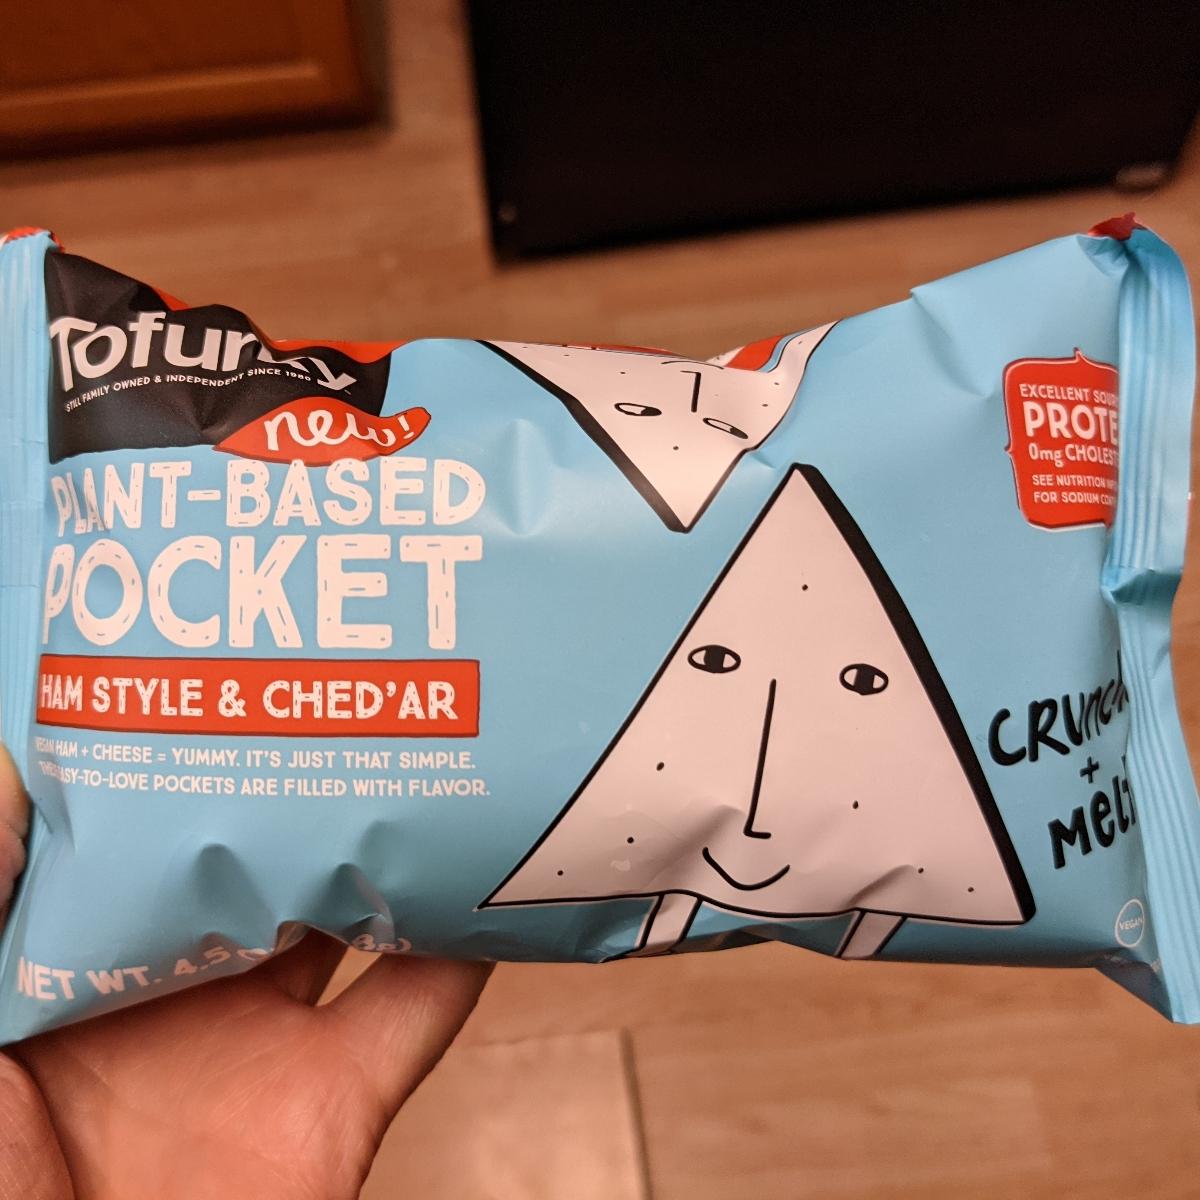 Tofurky
STILL FAMILY OWNED & INDEPENDENT SINCE 1980
new!
PLANT-BASED
POCKET
HAM STYLE & CHED'AR
VEGAN HAM + CHEESE = YUMMY. IT'S JUST THAT SIMPLE.
THESE EASY-TO-LOVE POCKETS ARE FILLED WITH FLAVOR.
NET WT. 4.5
EXCELLENT
PROTE
0mg CHOLEST
SEE NUTRITION
FOR SODIUM
CRUNCH
+
MELT
VEGAN